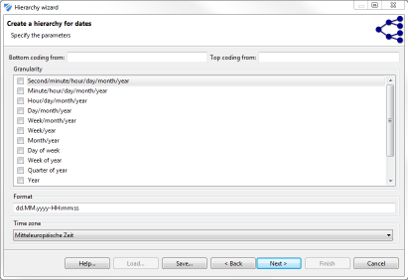 Hierarchy wizard
Create a hierarchy for dates
Specify the parameters
Bottom coding from: Top coding from:
Granularity
Second/minute/hour/day/month/year
Minute/hour/day/month/year
Hour/day/month/year
Day/month/year
Week/month/year
Week/year
Month/year
Day of week
Week of year
Quarter of year
Year
Format
dd.MM.yyyy-HH:mm:ss
Time zone
Mitteleuropäische Zeit
Help... Load... Save... < Back Next > Finish Cancel